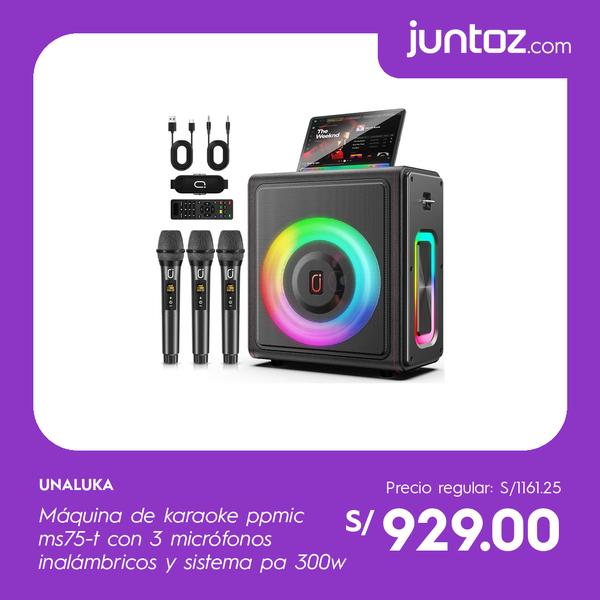 juntoz.com
The
Weeknd
UNALUKA
Precio regular: S/1161.25
Máquina de karaoke ppmic
ms75-t con 3 micrófonos
inalámbricos y sistema pa 300w
S/ 929.00